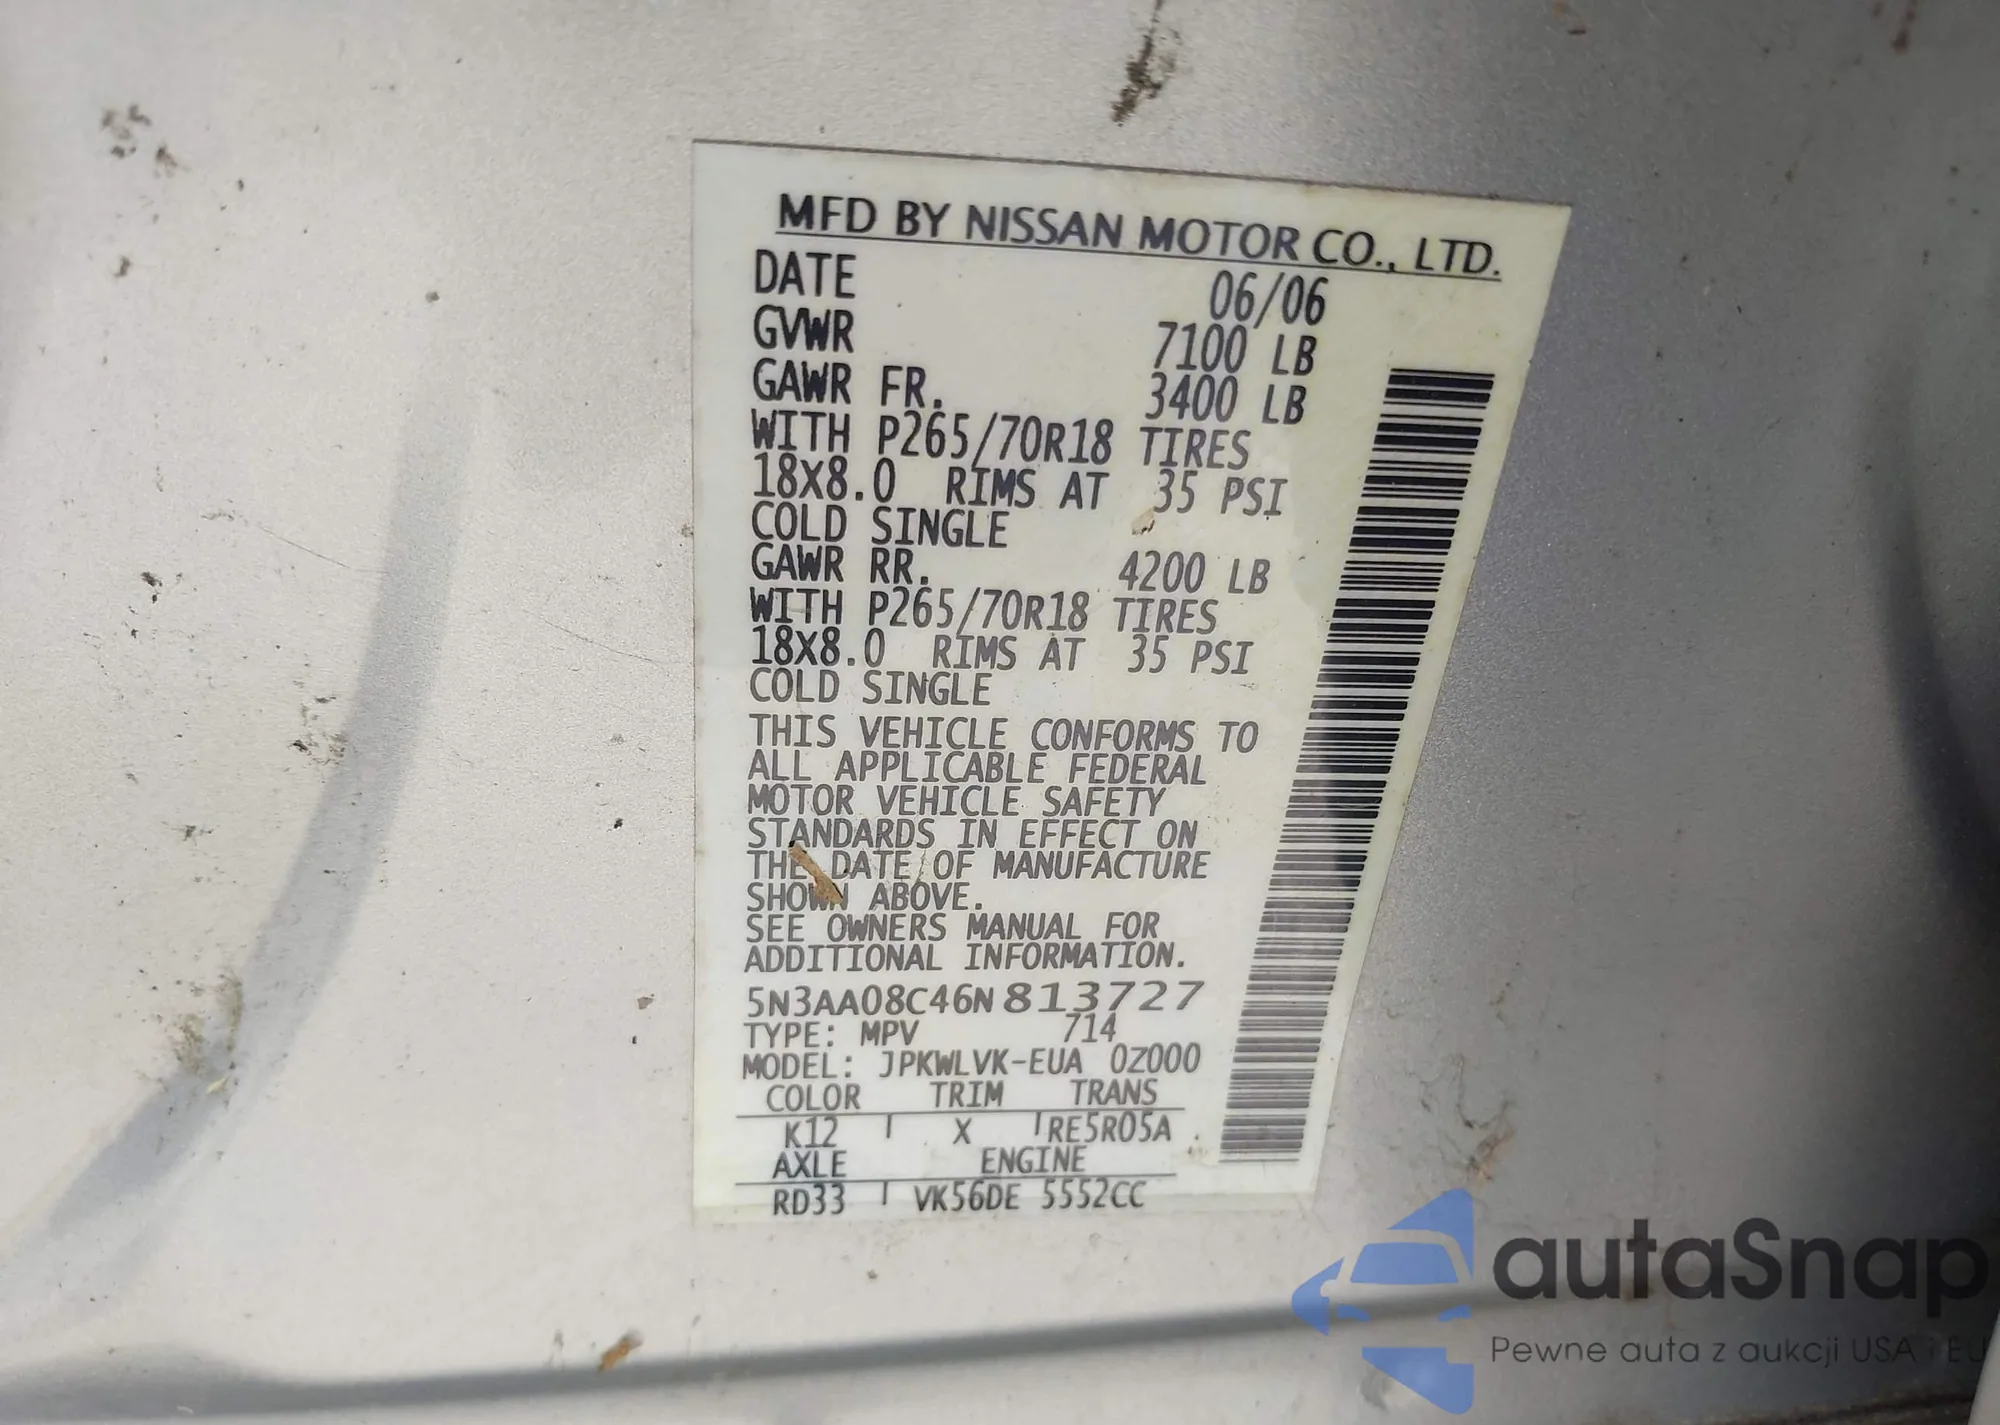 MFD BY NISSAN MOTOR CO., LTD.
DATE 06/06
GVWR 7100 LB
GAWR FR. 3400 LB
WITH P265/70R18 TIRES
18X8.0 RIMS AT 35 PSI
COLD SINGLE
GAWR RR. 4200 LB
WITH P265/70R18 TIRES
18X8.0 RIMS AT 35 PSI
COLD SINGLE
THIS VEHICLE CONFORMS TO
ALL APPLICABLE FEDERAL
MOTOR VEHICLE SAFETY
STANDARDS IN EFFECT ON
THE DATE OF MANUFACTURE
SHOWN ABOVE.
SEE OWNERS MANUAL FOR
ADDITIONAL INFORMATION.
5N3AA08C46N813727
TYPE: MPV 714
MODEL: JPKWLVK-EUA 0Z000
COLOR TRIM TRANS
K12 X RE5R05A
AXLE ENGINE
RD33 VK56DE 5552CC
autaSnap
Pewne auta z aukcji USA i EU